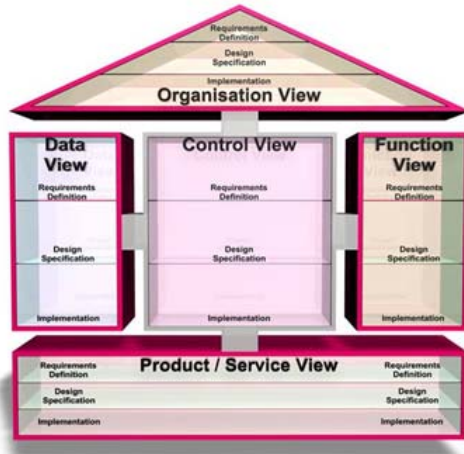 Requirements
Definition
Design
Specification
Implementation
Organisation View
Data
View
Requirements
Definition
Design
Specification
Implementation
Control View
Requirements
Definition
Design
Specification
Implementation
Function
View
Requirements
Definition
Design
Specification
Implementation
Product / Service View
Requirements
Definition
Design
Specification
Implementation
Requirements
Definition
Design
Specification
Implementation